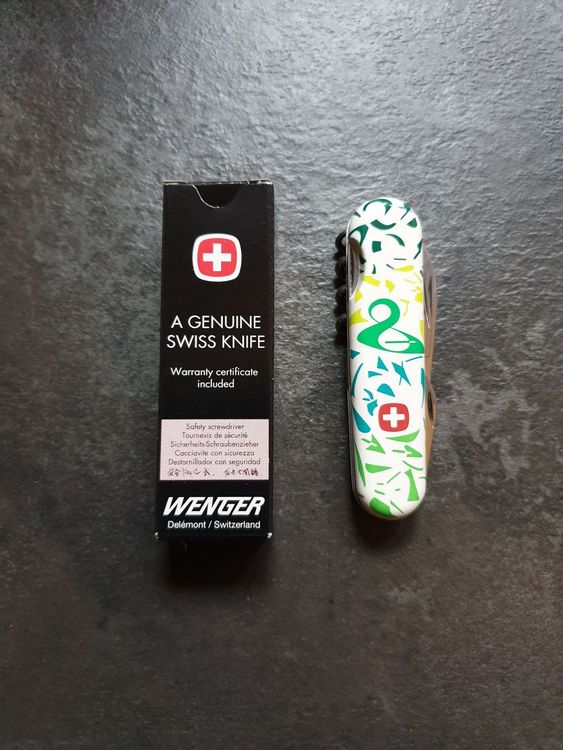 A GENUINE
SWISS KNIFE
Warranty certificate
included
Safety screwdriver
Tournevis de sécurité
Sicherheits-Schraubenzieher
Cacciavite con sicurezza
Destornillador con seguridad
WENGER
Delémont / Switzerland